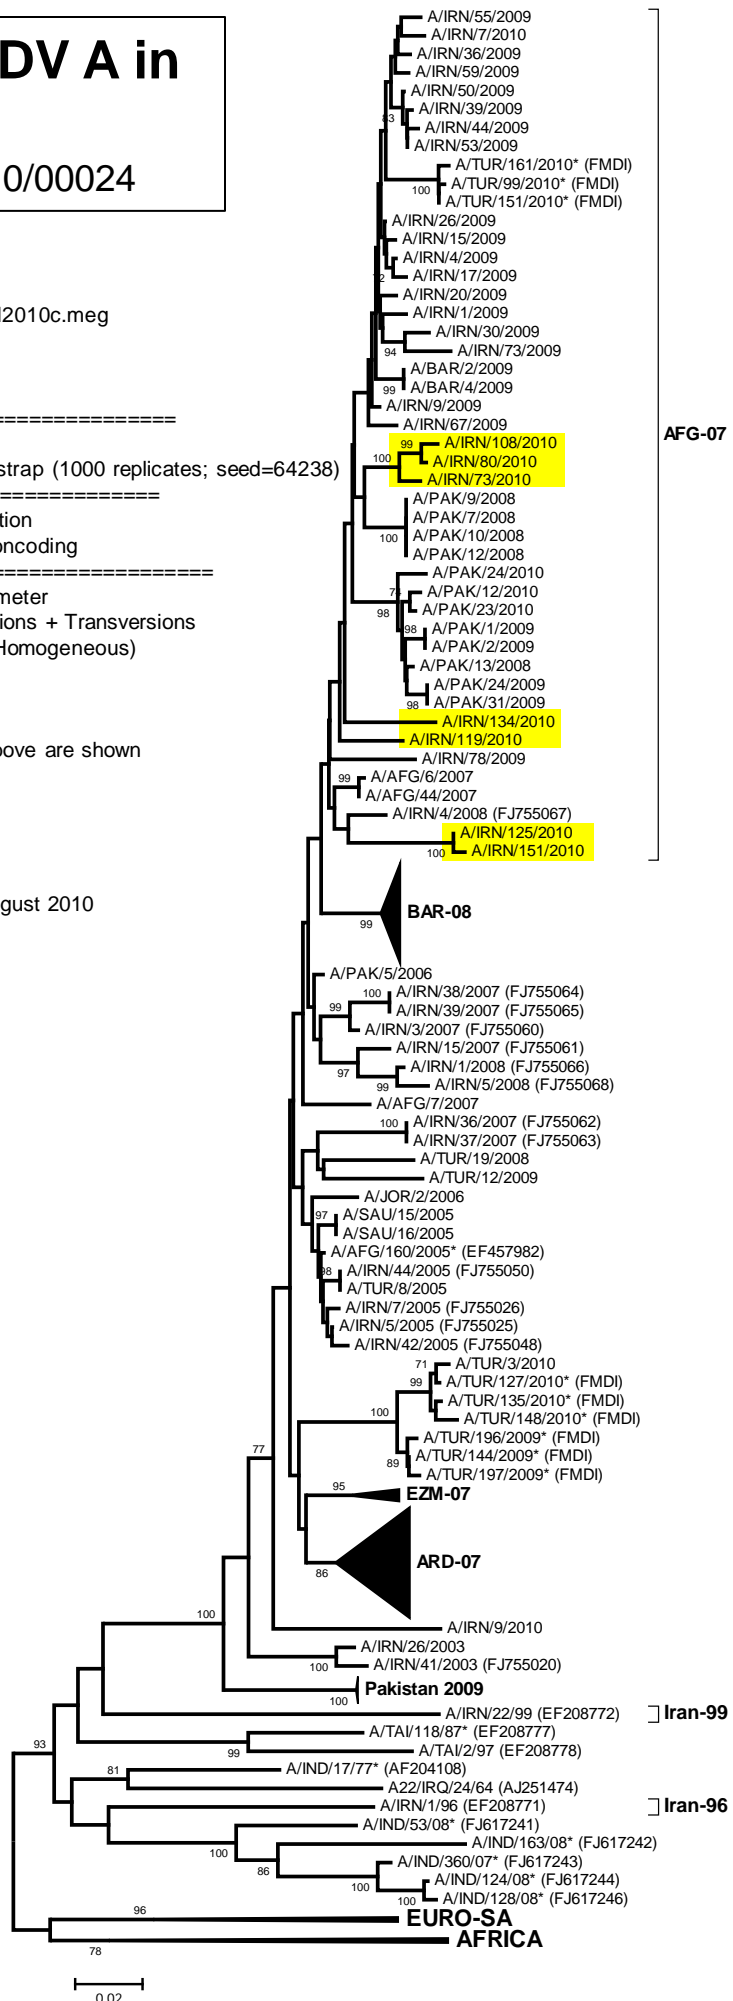 DV A in
0/00024
l2010c.meg
===============
strap (1000 replicates; seed=64238)
=============
tion
oncoding
==================
meter
ions + Transversions
Homogeneous)
ove are shown
gust 2010
A/IRN/55/2009
A/IRN/7/2010
A/IRN/36/2009
A/IRN/59/2009
A/IRN/50/2009
A/IRN/39/2009
83
A/IRN/44/2009
A/IRN/53/2009
A/TUR/161/2010* (FMDI)
A/TUR/99/2010* (FMDI)
100
A/TUR/151/2010* (FMDI)
A/IRN/26/2009
A/IRN/15/2009
A/IRN/4/2009
A/IRN/17/2009
A/IRN/20/2009
A/IRN/1/2009
A/IRN/30/2009
94
A/IRN/73/2009
A/BAR/2/2009
99
A/BAR/4/2009
A/IRN/9/2009
A/IRN/67/2009
AFG-07
99
A/IRN/108/2010
100
A/IRN/80/2010
A/IRN/73/2010
A/PAK/9/2008
A/PAK/7/2008
100
A/PAK/10/2008
A/PAK/12/2008
A/PAK/24/2010
A/PAK/12/2010
98
A/PAK/23/2010
98
A/PAK/1/2009
A/PAK/2/2009
A/PAK/13/2008
A/PAK/24/2009
98
A/PAK/31/2009
A/IRN/134/2010
A/IRN/119/2010
A/IRN/78/2009
99
A/AFG/6/2007
A/AFG/44/2007
A/IRN/4/2008 (FJ755067)
A/IRN/125/2010
100
A/IRN/151/2010
99
BAR-08
A/PAK/5/2006
100
A/IRN/38/2007 (FJ755064)
99
A/IRN/39/2007 (FJ755065)
A/IRN/3/2007 (FJ755060)
A/IRN/15/2007 (FJ755061)
97
A/IRN/1/2008 (FJ755066)
99
A/IRN/5/2008 (FJ755068)
A/AFG/7/2007
100
A/IRN/36/2007 (FJ755062)
A/IRN/37/2007 (FJ755063)
A/TUR/19/2008
A/TUR/12/2009
A/JOR/2/2006
97
A/SAU/15/2005
A/SAU/16/2005
A/AFG/160/2005* (EF457982)
98
A/IRN/44/2005 (FJ755050)
A/TUR/8/2005
A/IRN/7/2005 (FJ755026)
A/IRN/5/2005 (FJ755025)
A/IRN/42/2005 (FJ755048)
71
A/TUR/3/2010
99
A/TUR/127/2010* (FMDI)
A/TUR/135/2010* (FMDI)
100
A/TUR/148/2010* (FMDI)
A/TUR/196/2009* (FMDI)
77
89
A/TUR/144/2009* (FMDI)
A/TUR/197/2009* (FMDI)
95
EZM-07
86
ARD-07
100
A/IRN/9/2010
A/IRN/26/2003
100
A/IRN/41/2003 (FJ755020)
100
Pakistan 2009
A/IRN/22/99 (EF208772)
Iran-99
93
A/TAI/118/87* (EF208777)
99
A/TAI/2/97 (EF208778)
81
A/IND/17/77* (AF204108)
A22/IRQ/24/64 (AJ251474)
A/IRN/1/96 (EF208771)
Iran-96
A/IND/53/08* (FJ617241)
100
A/IND/163/08* (FJ617242)
86
A/IND/360/07* (FJ617243)
100
A/IND/124/08* (FJ617244)
100
A/IND/128/08* (FJ617246)
96
EURO-SA
78
AFRICA
0.02